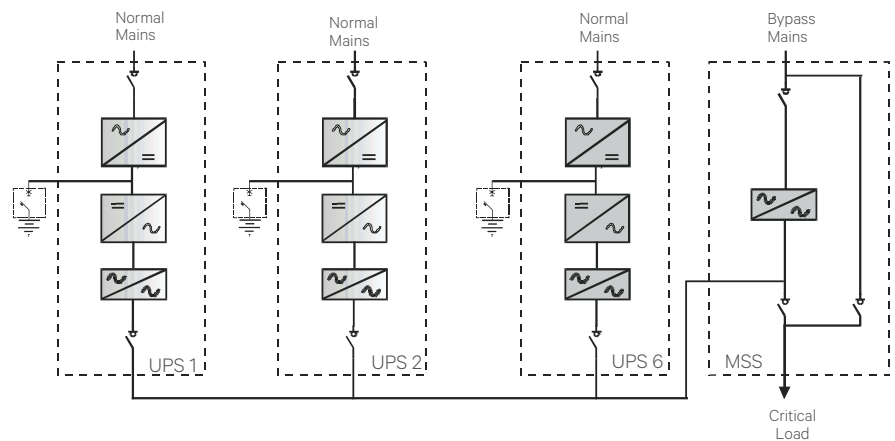 Normal
Mains
Normal
Mains
Normal
Mains
Bypass
Mains
UPS 1
UPS 2
UPS 6
MSS
Critical
Load